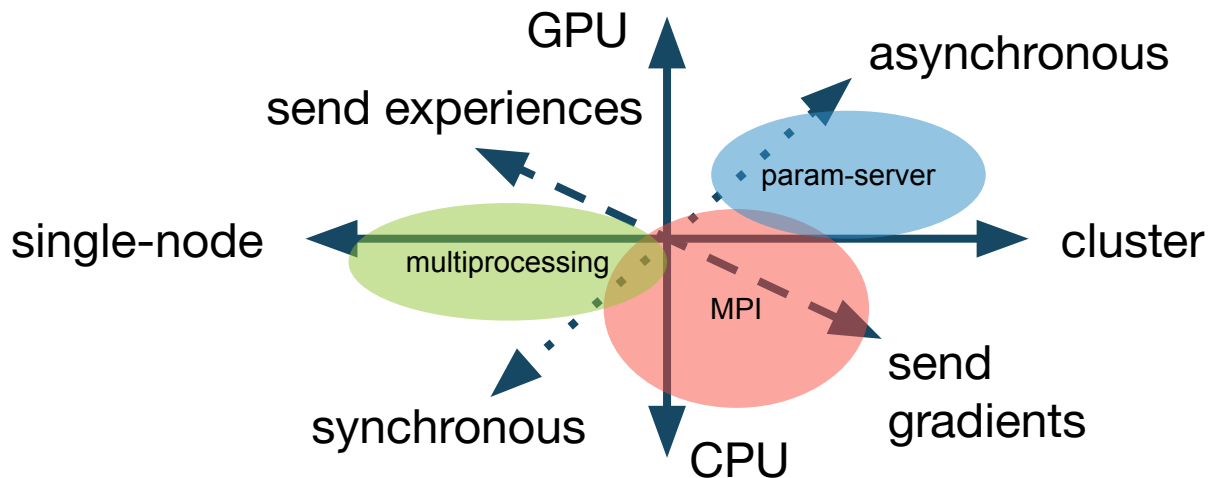 GPU
asynchronous
send experiences
param-server
single-node
multiprocessing
cluster
MPI
send
gradients
synchronous
CPU